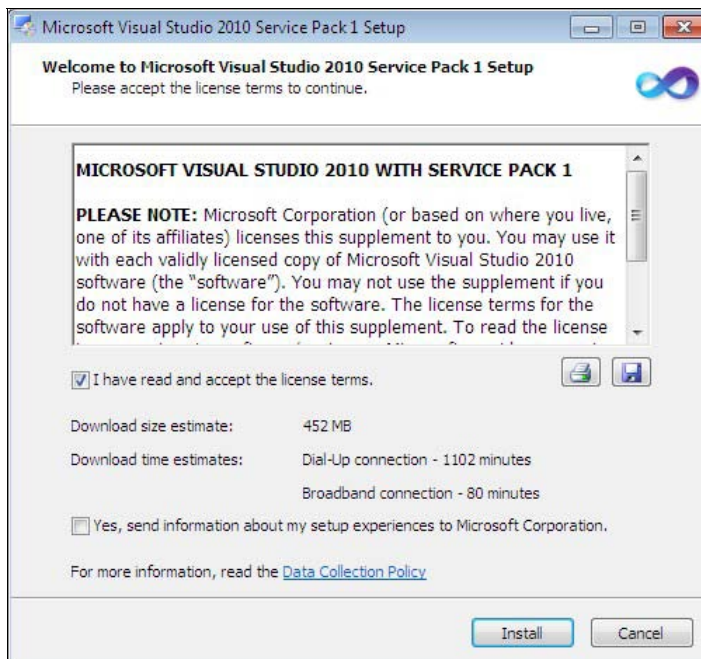 Microsoft Visual Studio 2010 Service Pack 1 Setup
Welcome to Microsoft Visual Studio 2010 Service Pack 1 Setup
Please accept the license terms to continue.
MICROSOFT VISUAL STUDIO 2010 WITH SERVICE PACK 1
PLEASE NOTE: Microsoft Corporation (or based on where you live,
one of its affiliates) licenses this supplement to you. You may use it
with each validly licensed copy of Microsoft Visual Studio 2010
software (the “software”). You may not use the supplement if you
do not have a license for the software. The license terms for the
software apply to your use of this supplement. To read the license
I have read and accept the license terms.
Download size estimate: 452 MB
Download time estimates: Dial-Up connection - 1102 minutes
Broadband connection - 80 minutes
Yes, send information about my setup experiences to Microsoft Corporation.
For more information, read the Data Collection Policy
Install Cancel